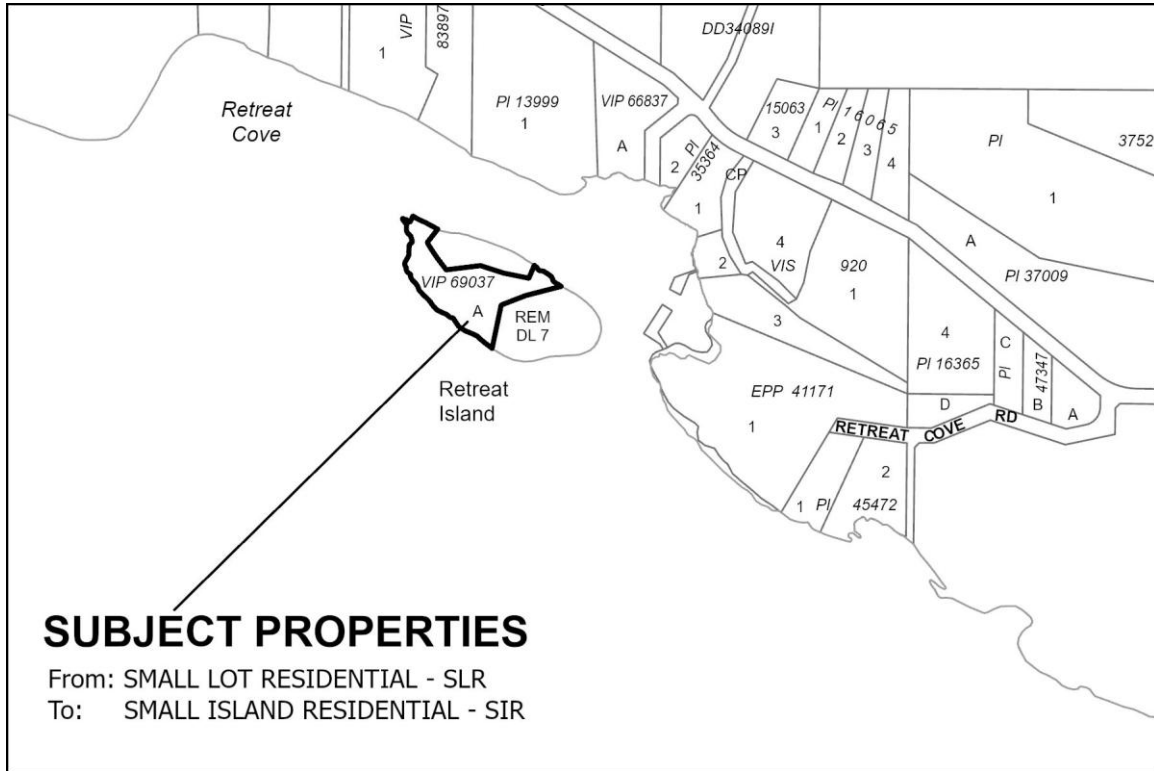 DD34089I
VIP
83897
1
Retreat
Cove
PI 13999
1
VIP 66837
A
15063
3
PI 16065
1
2
3
4
PI
3752
1
2
PI
35364
1
CP
A
PI 37009
4
VIS
920
1
2
3
VIP 69037
A
REM
DL 7
Retreat
Island
4
PI 16365
C
PI
47347
B
A
D
EPP 41171
1
RETREAT COVE RD
2
1 PI 45472
SUBJECT PROPERTIES
From: SMALL LOT RESIDENTIAL - SLR
To: SMALL ISLAND RESIDENTIAL - SIR